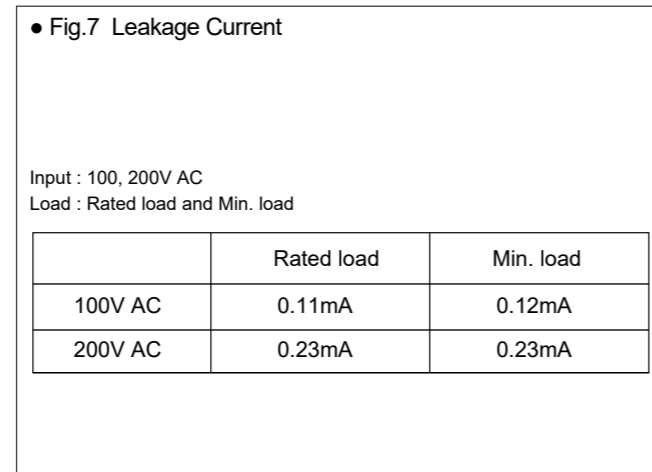 ● Fig.7 Leakage Current
Input : 100, 200V AC
Load : Rated load and Min. load
Rated load Min. load
100V AC 0.11mA 0.12mA
200V AC 0.23mA 0.23mA